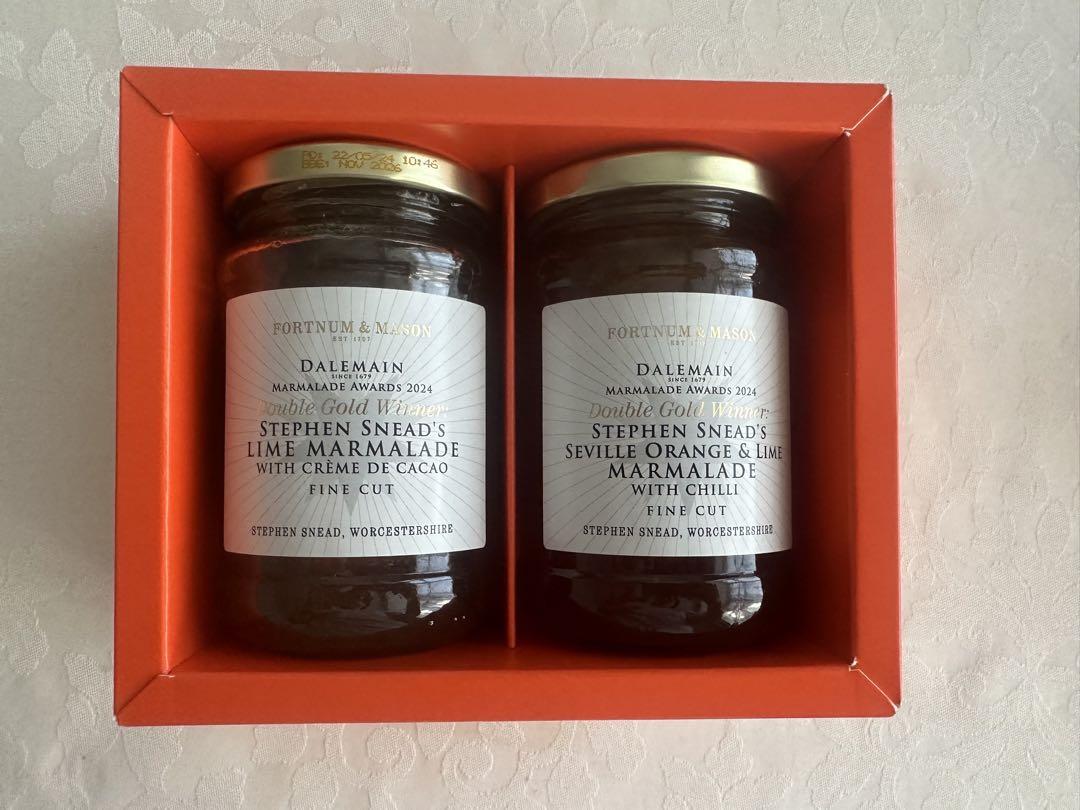 PD: 22/05/24 10:46
BBE: NOV 2026
FORTNUM & MASON
EST 1707
DALEMAIN
SINCE 1679
MARMALADE AWARDS 2024
Double Gold Winner:
STEPHEN SNEAD'S
LIME MARMALADE
WITH CRÈME DE CACAO
FINE CUT
STEPHEN SNEAD, WORCESTERSHIRE
FORTNUM & MASON
EST 1707
DALEMAIN
SINCE 1679
MARMALADE AWARDS 2024
Double Gold Winner:
STEPHEN SNEAD'S
SEVILLE ORANGE & LIME
MARMALADE
WITH CHILLI
FINE CUT
STEPHEN SNEAD, WORCESTERSHIRE